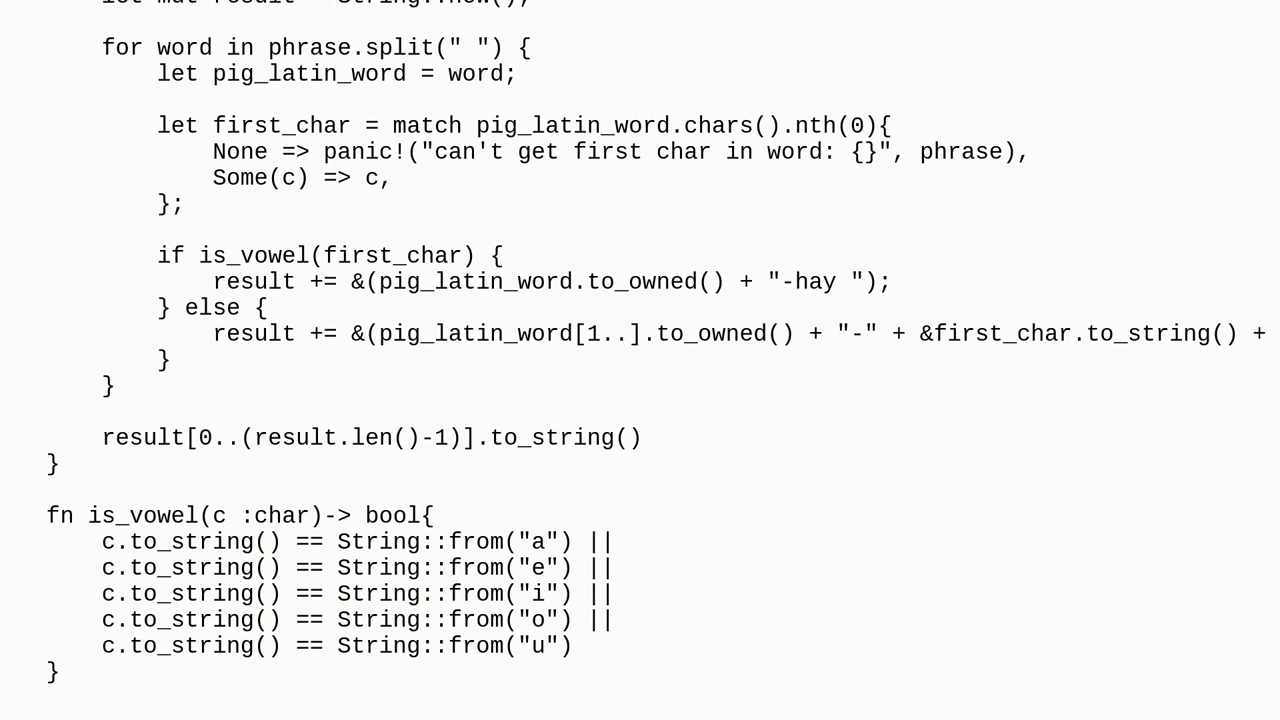 for word in phrase.split(" ") {
let pig_latin_word = word;
let first_char = match pig_latin_word.chars().nth(0){
None => panic!("can't get first char in word: {}", phrase),
Some(c) => c,
};
if is_vowel(first_char) {
result += &(pig_latin_word.to_owned() + "-hay ");
} else {
result += &(pig_latin_word[1..].to_owned() + "-" + &first_char.to_string() +
}
}
result[0..(result.len()-1)].to_string()
}
fn is_vowel(c :char)-> bool{
c.to_string() == String::from("a") ||
c.to_string() == String::from("e") ||
c.to_string() == String::from("i") ||
c.to_string() == String::from("o") ||
c.to_string() == String::from("u")
}